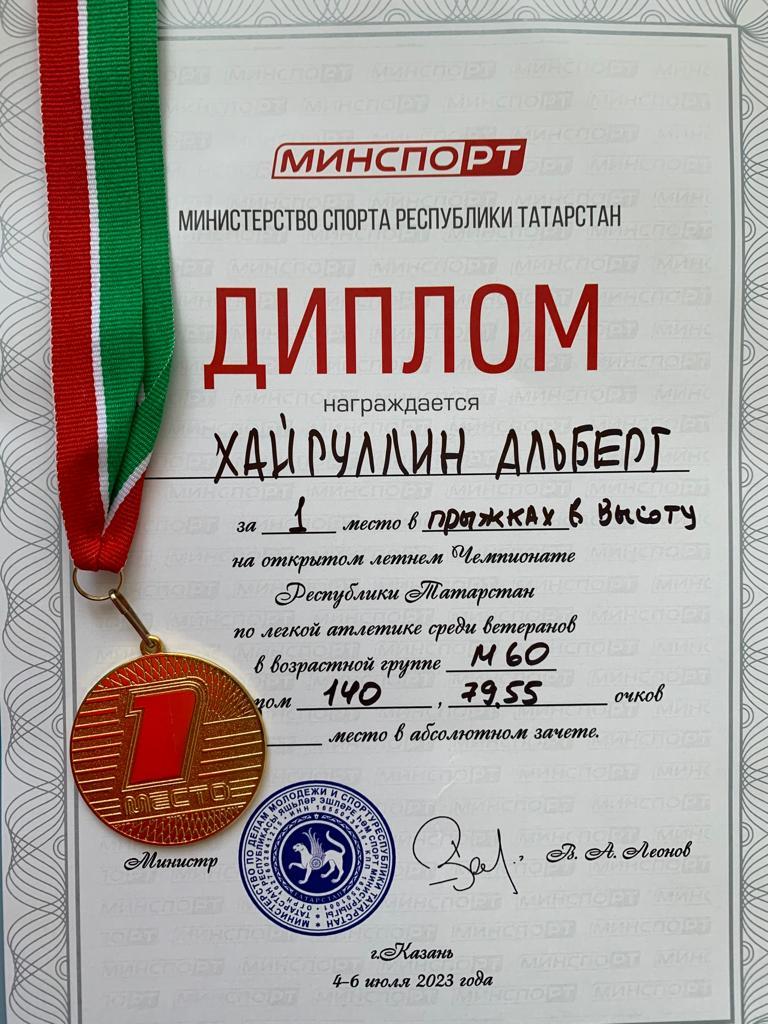 МИНСПОРТ
МИНИСТЕРСТВО СПОРТА РЕСПУБЛИКИ ТАТАРСТАН
ДИПЛОМ
награждается
ХАЙРУЛЛИН АЛЬБЕРТ
за 1 место в прыжках в высоту
на открытом летнем Чемпионате
Республики Татарстан
по легкой атлетике среди ветеранов
в возрастной группе М60
том 140, 79,55 очков
место в абсолютном зачете.
1
МЕСТО
Министр
В. А. Леонов
ТАТАРСТАН
г.Казань
4-6 июля 2023 года